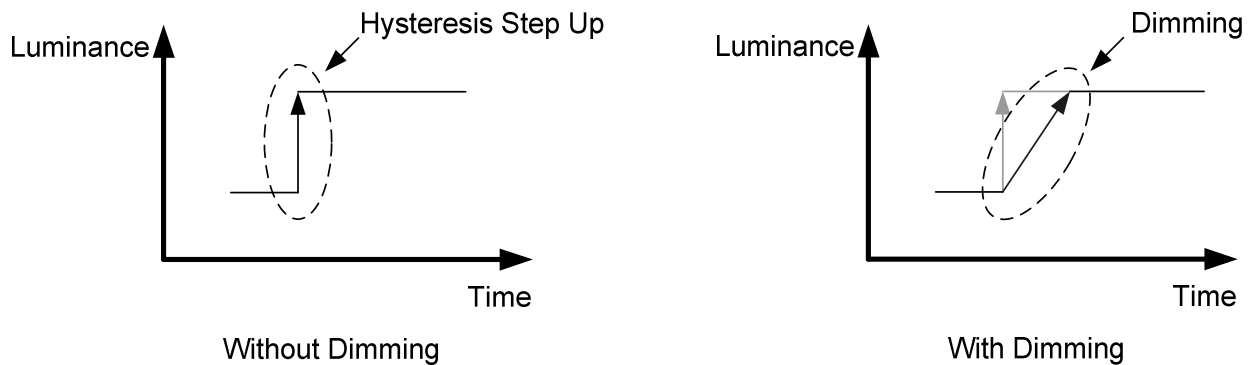 Hysteresis Step Up
Luminance
Time
Without Dimming
Dimming
Luminance
Time
With Dimming